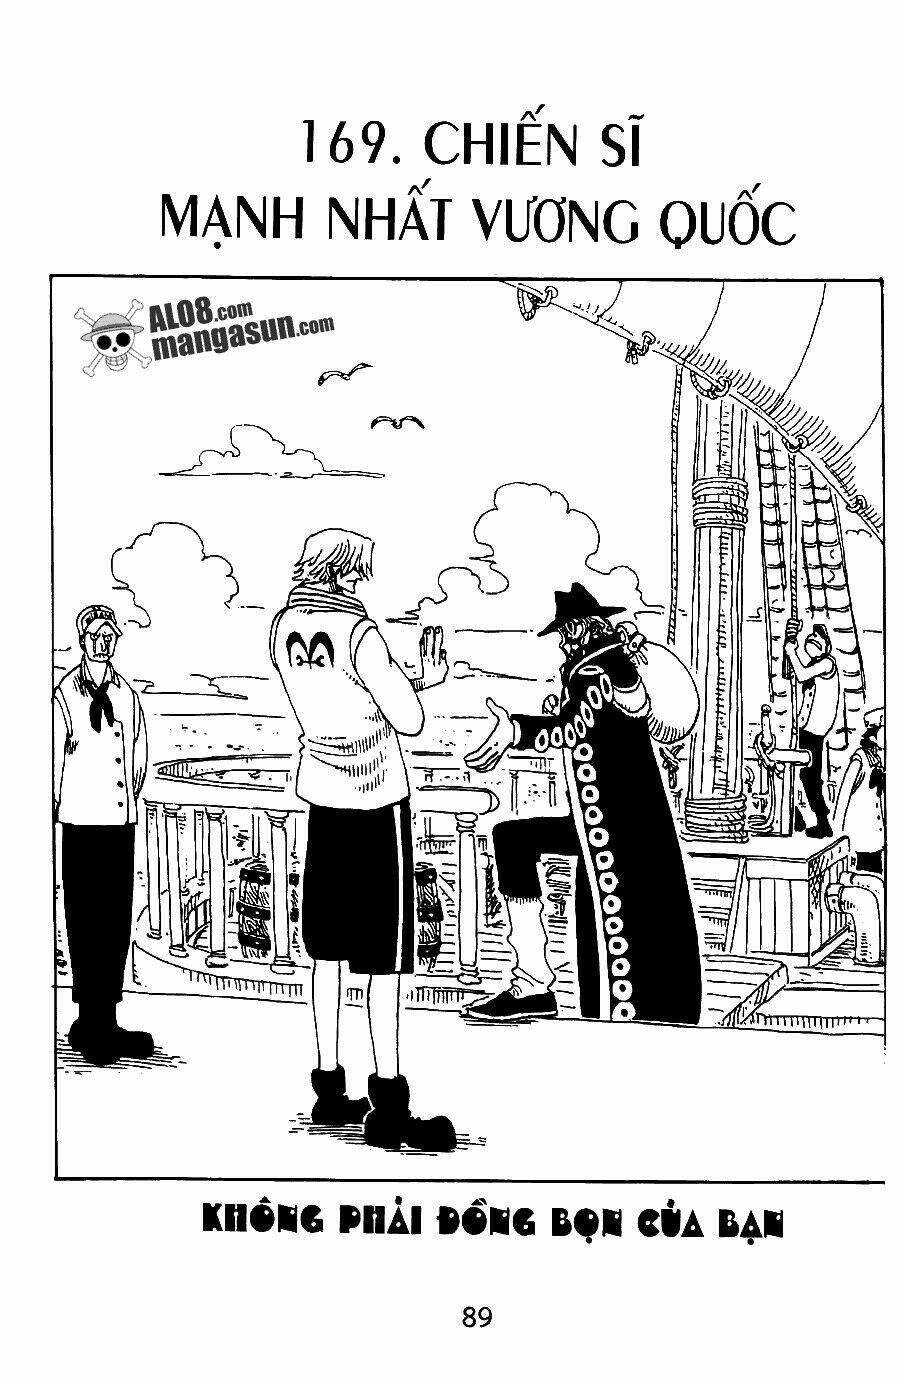 169. CHIẾN SĨ
MẠNH NHẤT VƯƠNG QUỐC
ALO8.com
mangasun.com
KHÔNG PHẢI ĐỒNG BỌN CỦA BẠN
89